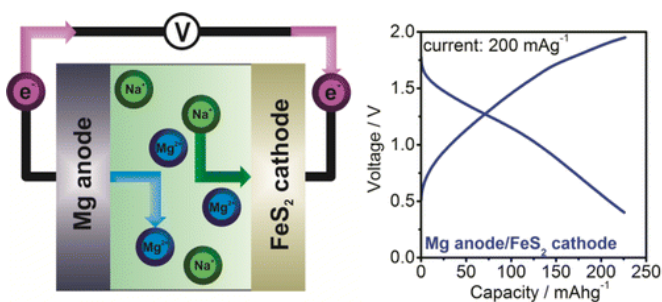 V
e⁻
e⁻
Na⁺
Na⁺
Mg²⁺
Mg²⁺
Mg²⁺
Na⁺
Mg anode
FeS₂ cathode
current: 200 mAg⁻¹
2.0
1.5
1.0
0.5
0.0
Voltage / V
Mg anode/FeS₂ cathode
0 50 100 150 200 250
Capacity / mAhg⁻¹